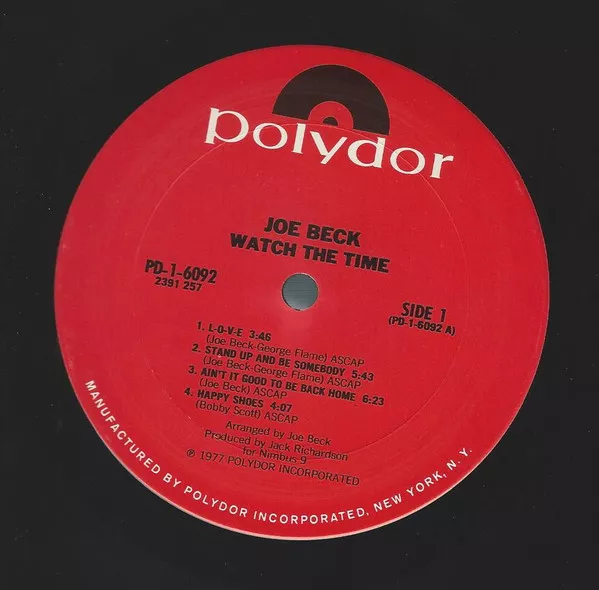 polydor
JOE BECK
WATCH THE TIME
PD-1-6092
2391 257
SIDE 1
(PD-1-6092 A)
1. L-O-V-E 3:46
(Joe Beck-George Flame) ASCAP
2. STAND UP AND BE SOMEBODY 5:43
(Joe Beck-George Flame) ASCAP
3. AIN'T IT GOOD TO BE BACK HOME 6:23
(Joe Beck) ASCAP
4. HAPPY SHOES 4:07
(Bobby Scott) ASCAP
Arranged by Joe Beck
Produced by Jack Richardson
for Nimbus 9
℗ 1977 POLYDOR INCORPORATED
MANUFACTURED BY POLYDOR INCORPORATED, NEW YORK, N.Y.